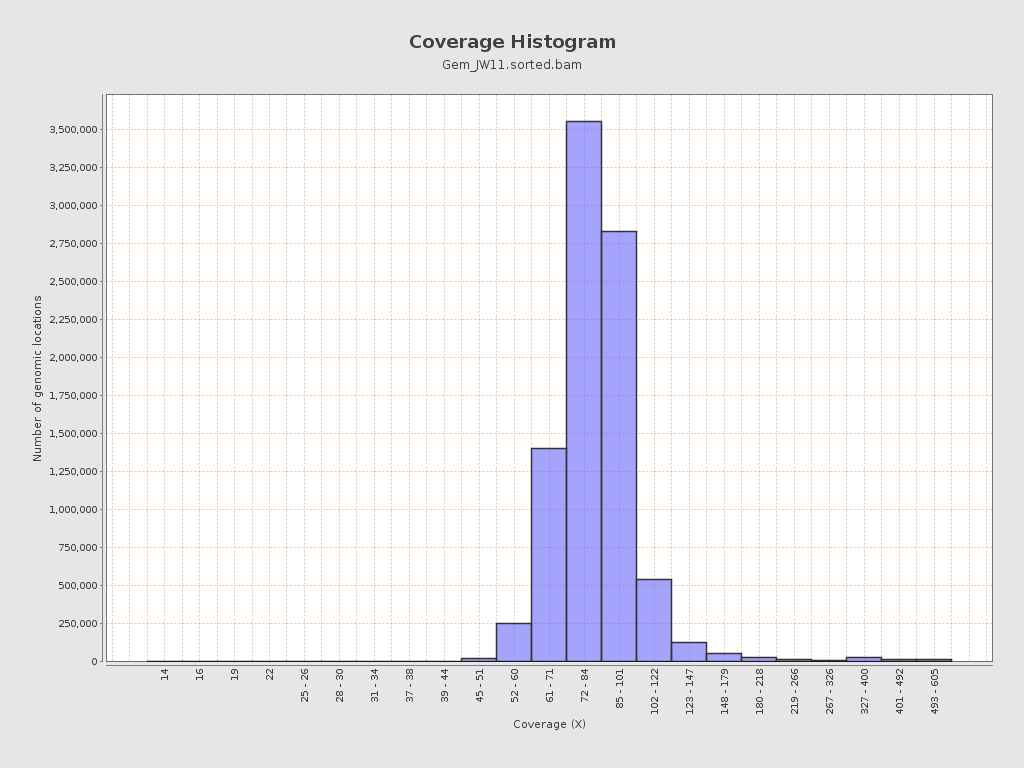 Coverage Histogram
Gem_JW11.sorted.bam
Number of genomic locations
3,500,000
3,250,000
3,000,000
2,750,000
2,500,000
2,250,000
2,000,000
1,750,000
1,500,000
1,250,000
1,000,000
750,000
500,000
250,000
0
14
16
19
22
25 - 26
28 - 30
31 - 34
37 - 38
39 - 44
45 - 51
52 - 60
61 - 71
72 - 84
85 - 101
102 - 122
123 - 147
148 - 179
180 - 218
219 - 266
267 - 326
327 - 400
401 - 492
493 - 605
Coverage (X)